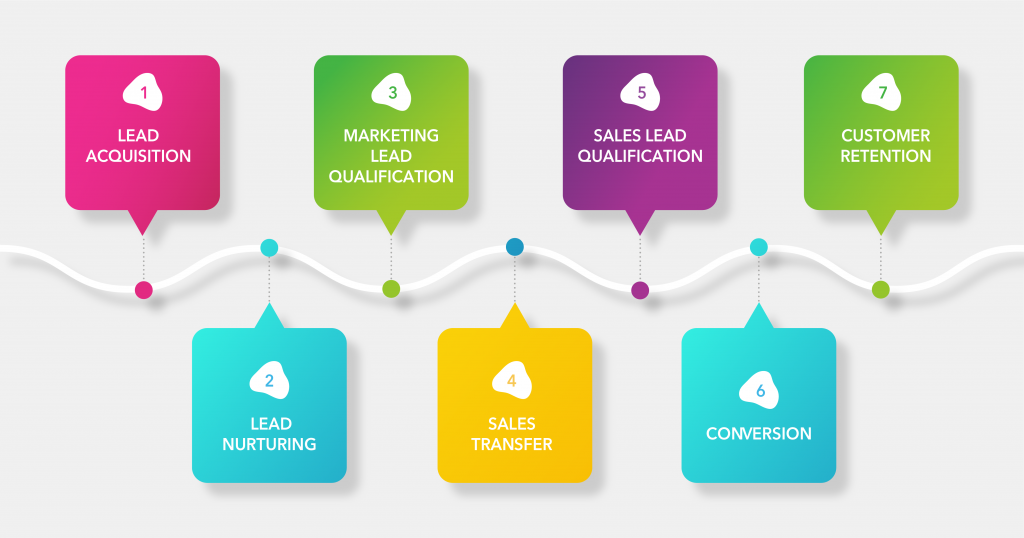 1
LEAD
ACQUISITION
2
LEAD
NURTURING
3
MARKETING
LEAD
QUALIFICATION
4
SALES
TRANSFER
5
SALES LEAD
QUALIFICATION
6
CONVERSION
7
CUSTOMER
RETENTION